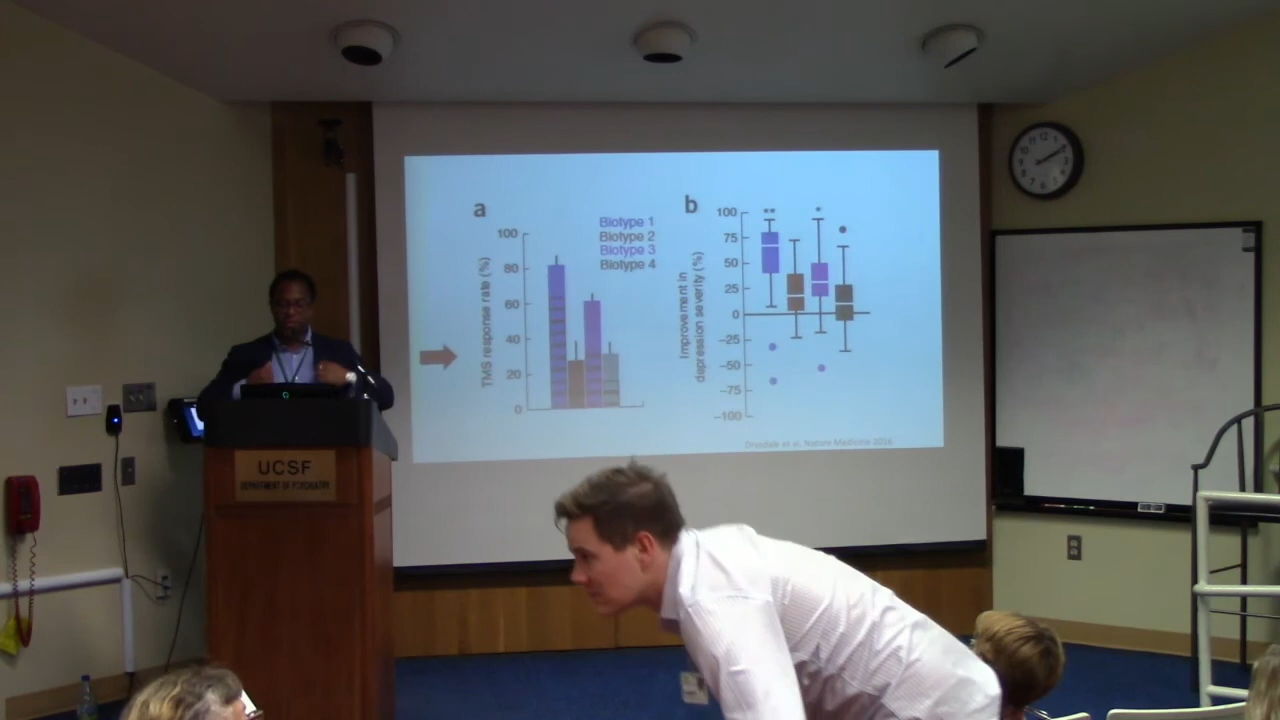 a
TMS response rate (%)
100
80
60
40
20
0
Biotype 1
Biotype 2
Biotype 3
Biotype 4
b
Improvement in
depression severity (%)
100
75
50
25
0
−25
−50
−75
−100
**
*
Drysdale et al, Nature Medicine 2016
UCSF
DEPARTMENT OF PSYCHIATRY